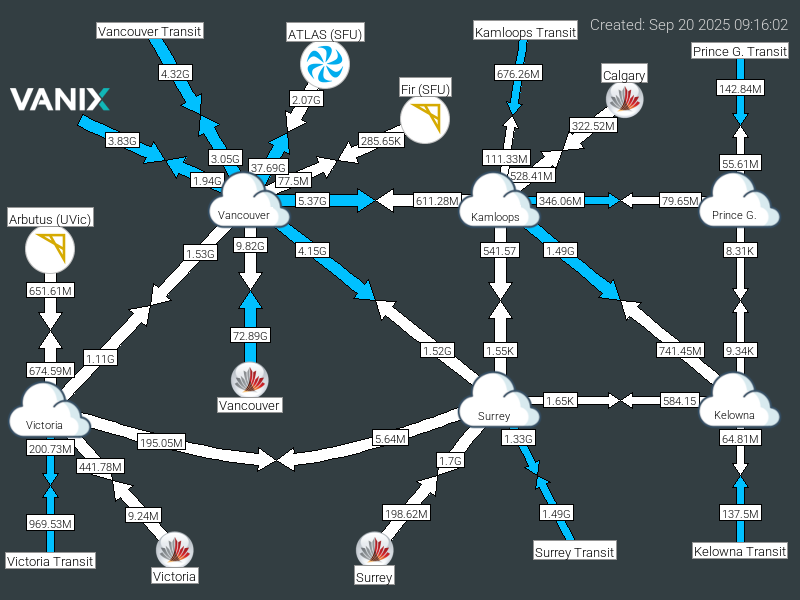 Created: Sep 20 2025 09:16:02
Vancouver Transit
ATLAS (SFU)
Kamloops Transit
Prince G. Transit
4.32G
676.26M
Calgary
142.84M
VANIX
2.07G
Fir (SFU)
322.52M
3.83G
285.65K
3.05G
111.33M
55.61M
37.69G
1.94G
77.5M
528.41M
5.37G
611.28M
346.06M
79.65M
Vancouver
Kamloops
Prince G.
Arbutus (UVic)
1.53G
9.82G
4.15G
541.57
1.49G
8.31K
651.61M
72.89G
674.59M
1.11G
1.52G
1.55K
741.45M
9.34K
Vancouver
1.65K
584.15
Victoria
Surrey
Kelowna
200.73M
195.05M
5.64M
1.33G
64.81M
441.78M
1.7G
969.53M
9.24M
198.62M
1.49G
137.5M
Victoria Transit
Victoria
Surrey
Surrey Transit
Kelowna Transit